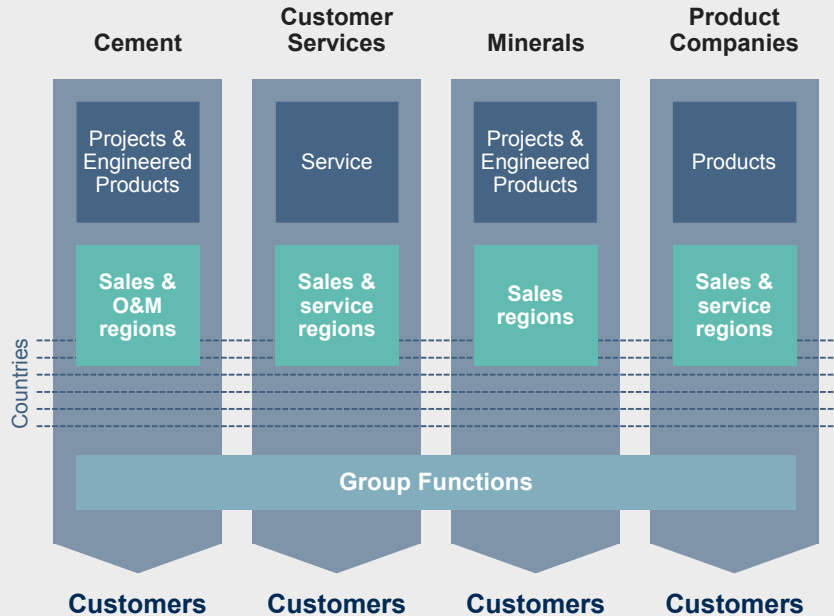 Cement
Customer
Services
Minerals
Product
Companies
Projects &
Engineered
Products
Service
Projects &
Engineered
Products
Products
Sales &
O&M
regions
Sales &
service
regions
Sales
regions
Sales &
service
regions
Countries
Group Functions
Customers
Customers
Customers
Customers